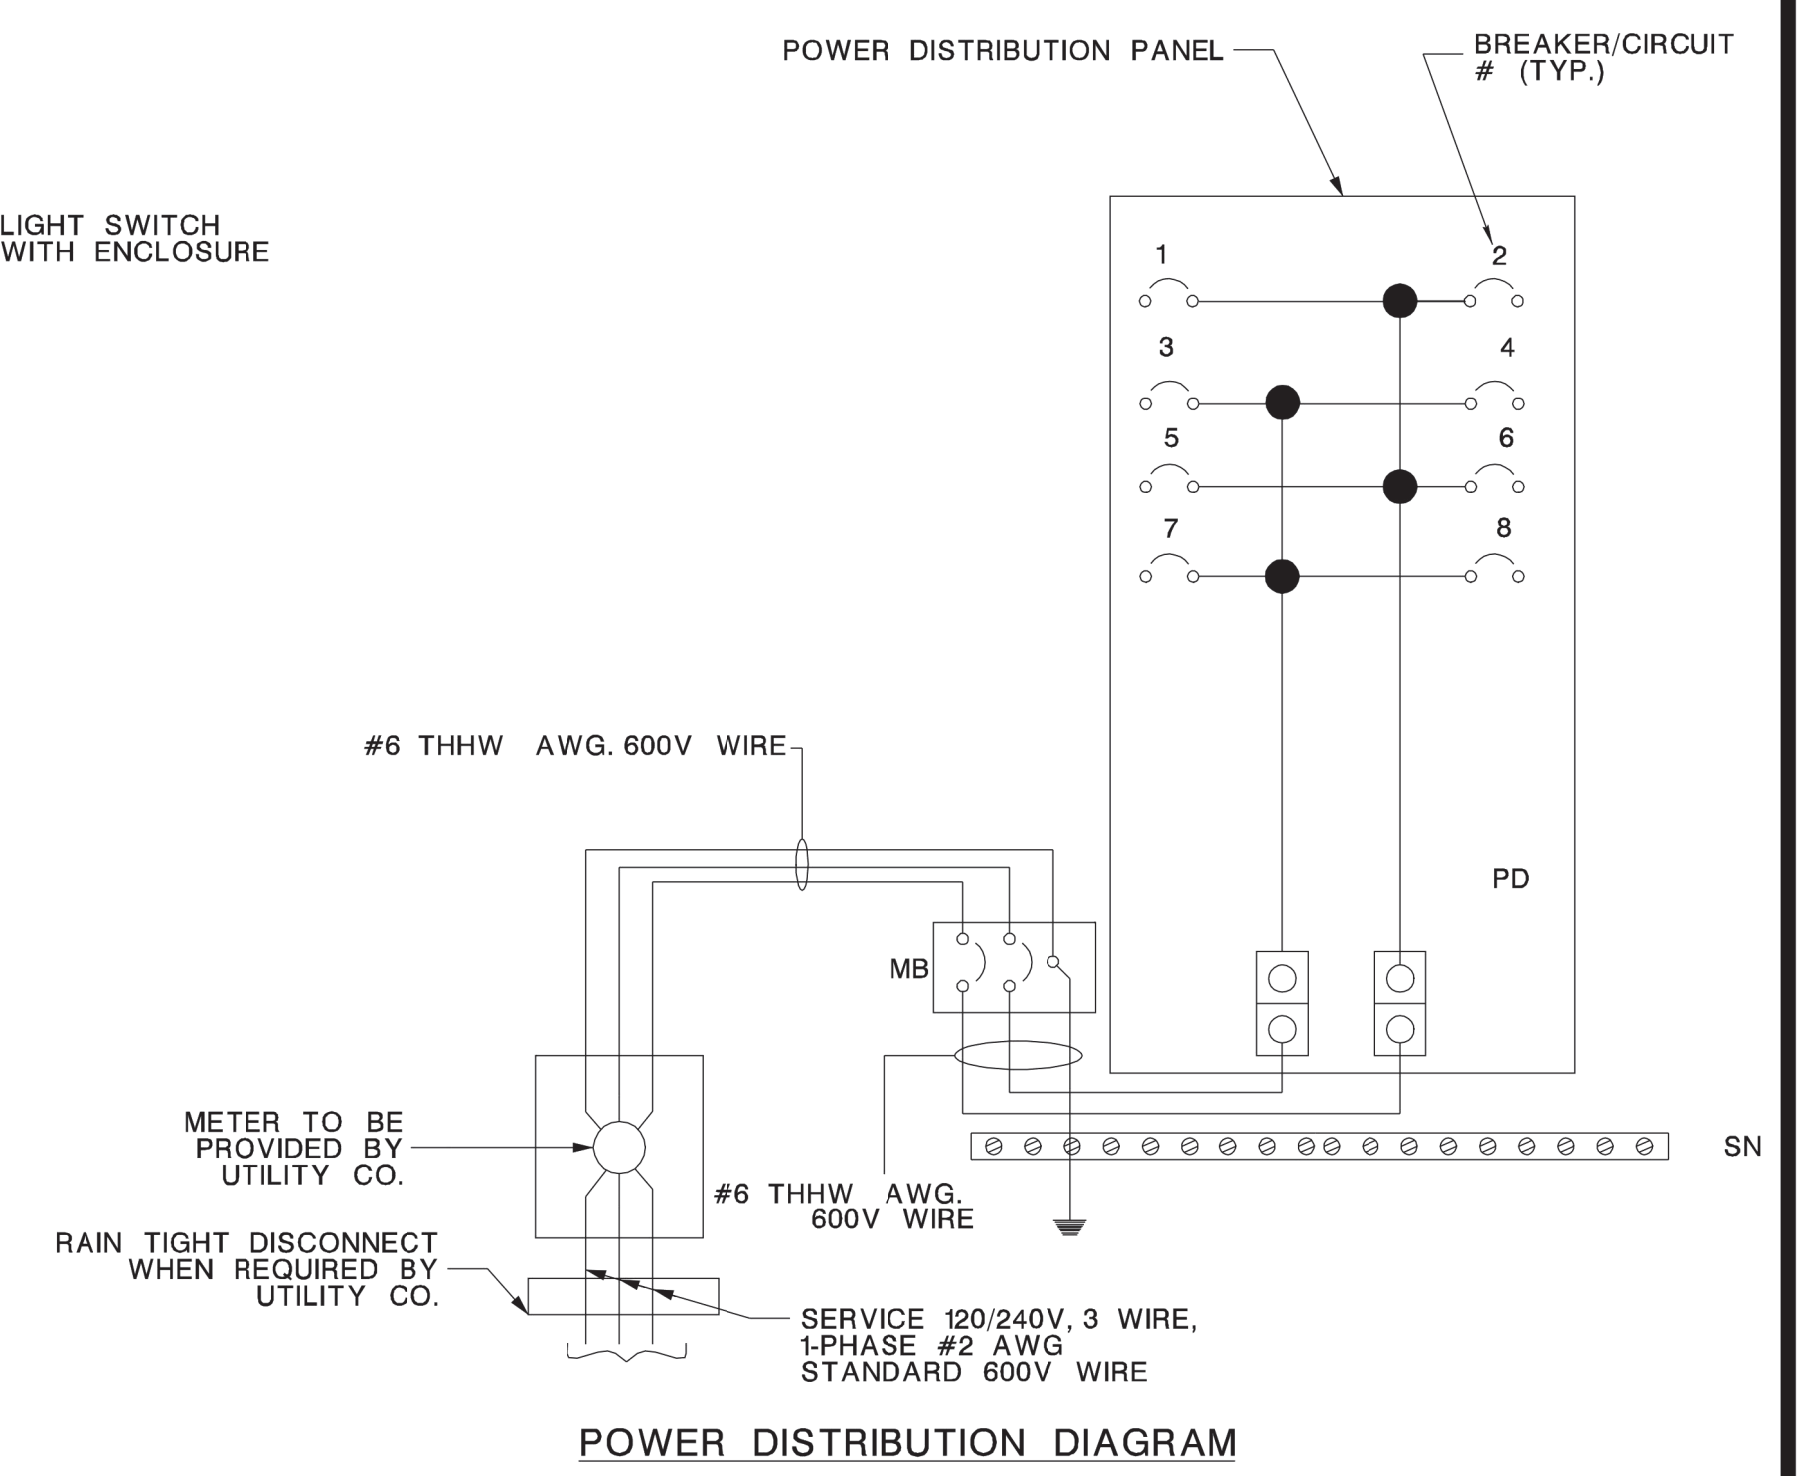 POWER DISTRIBUTION PANEL
BREAKER/CIRCUIT
# (TYP.)
LIGHT SWITCH
WITH ENCLOSURE
1
2
3
4
5
6
7
8
#6 THHW AWG. 600V WIRE
PD
MB
METER TO BE
PROVIDED BY
UTILITY CO.
SN
#6 THHW AWG.
600V WIRE
RAIN TIGHT DISCONNECT
WHEN REQUIRED BY
UTILITY CO.
SERVICE 120/240V, 3 WIRE,
1-PHASE #2 AWG
STANDARD 600V WIRE
POWER DISTRIBUTION DIAGRAM